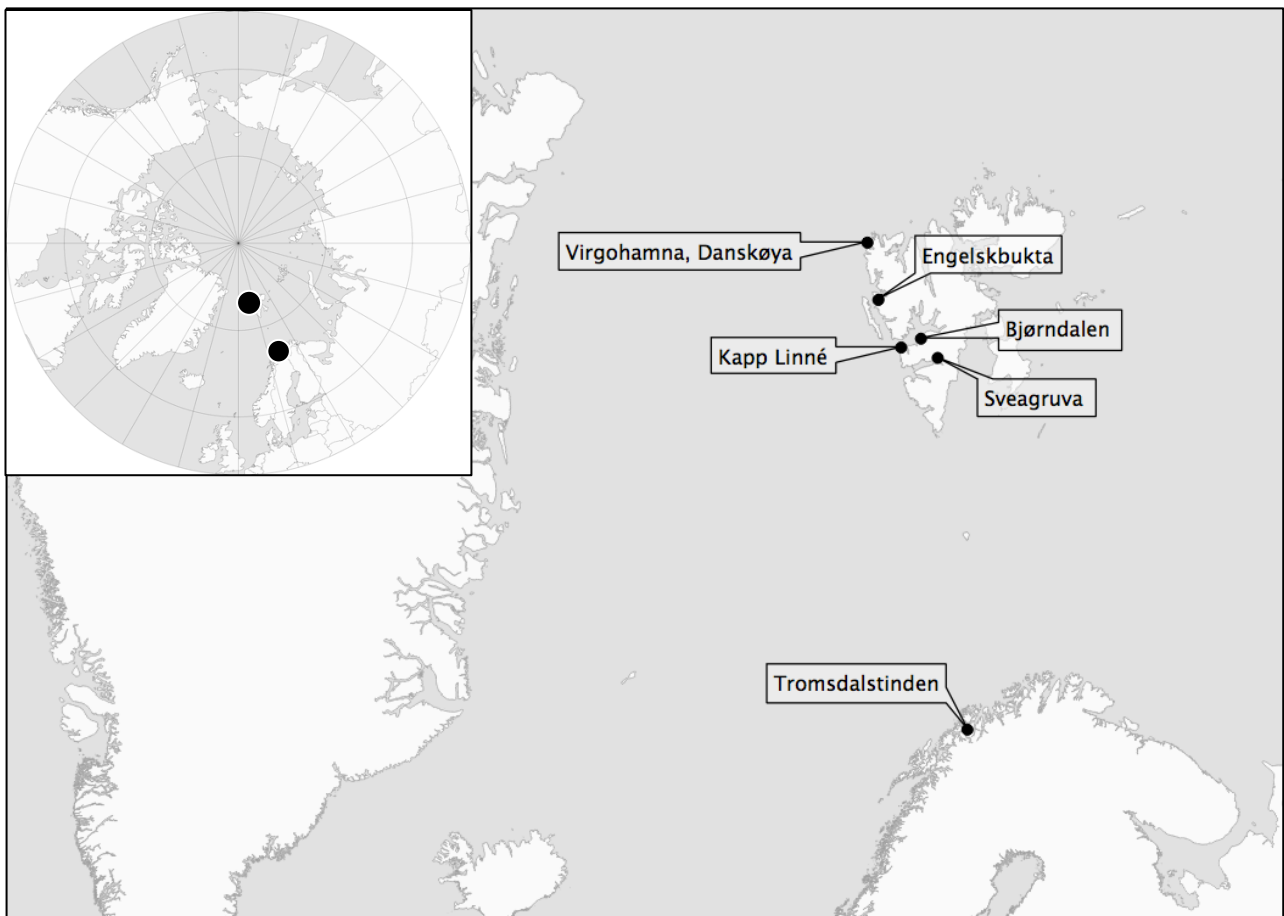 Virgohamna, Danskøya
Engelskbukta
Bjørndalen
Kapp Linné
Sveagruva
Tromsdalstinden